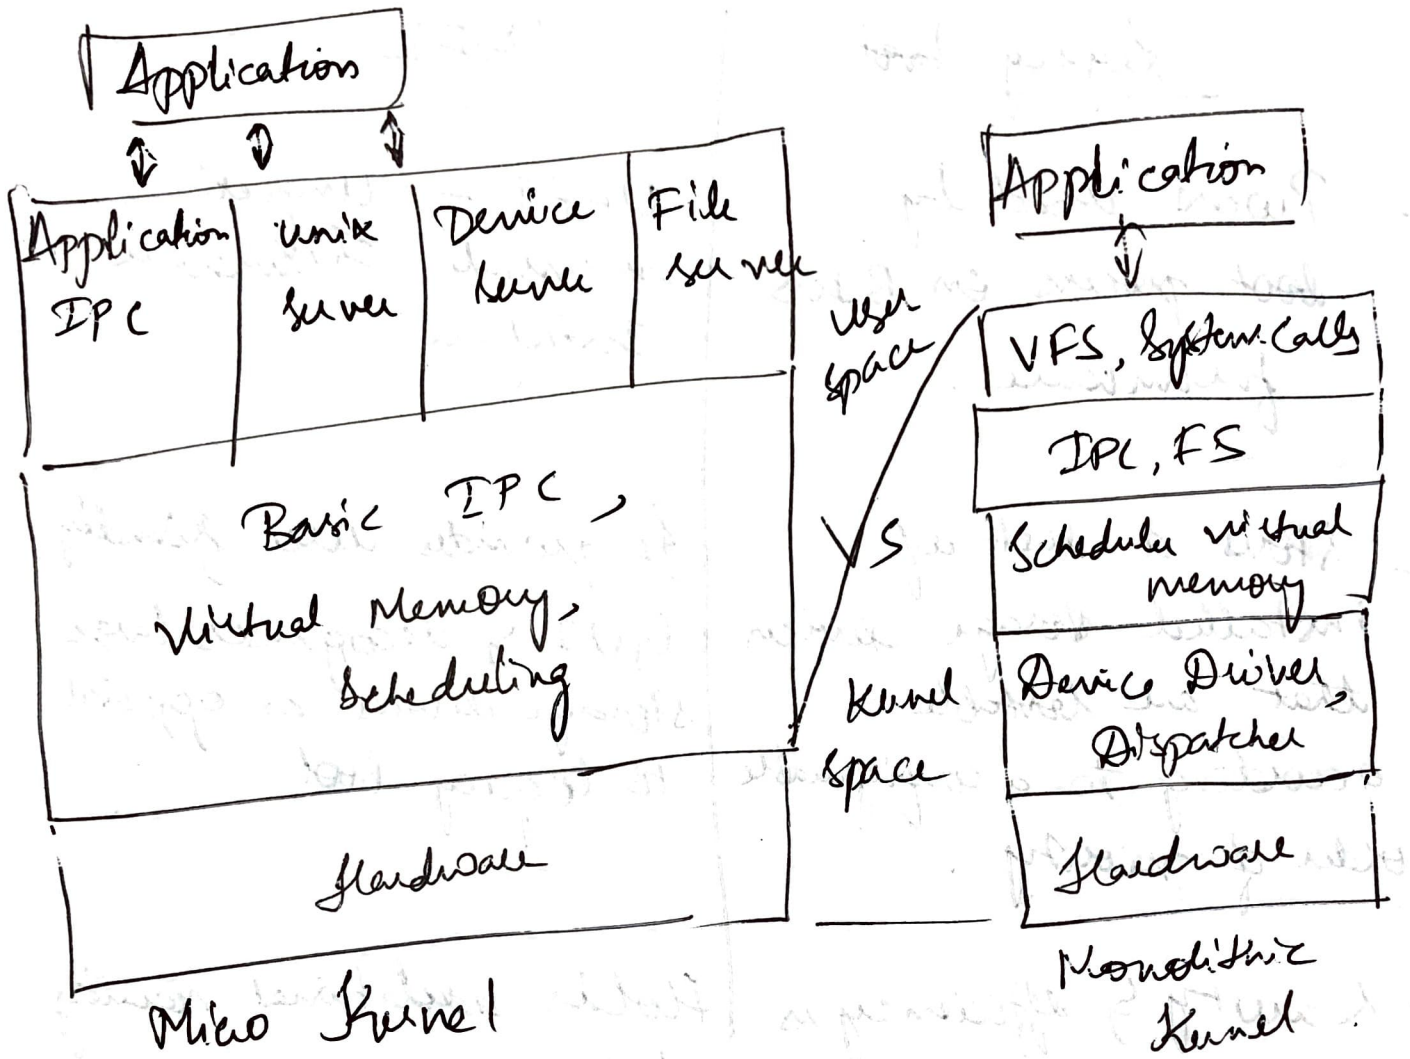 Application
Application
IPC
unix
server
Device
server
File
server
Basic IPC,
Virtual Memory,
Scheduling
Hardware
Micro Kernel
User
space
VS
Kernel
space
Application
VFS, System Calls
IPC, FS
Scheduler virtual
memory
Device Driver,
Dispatcher
Hardware
Monolithic
Kernel